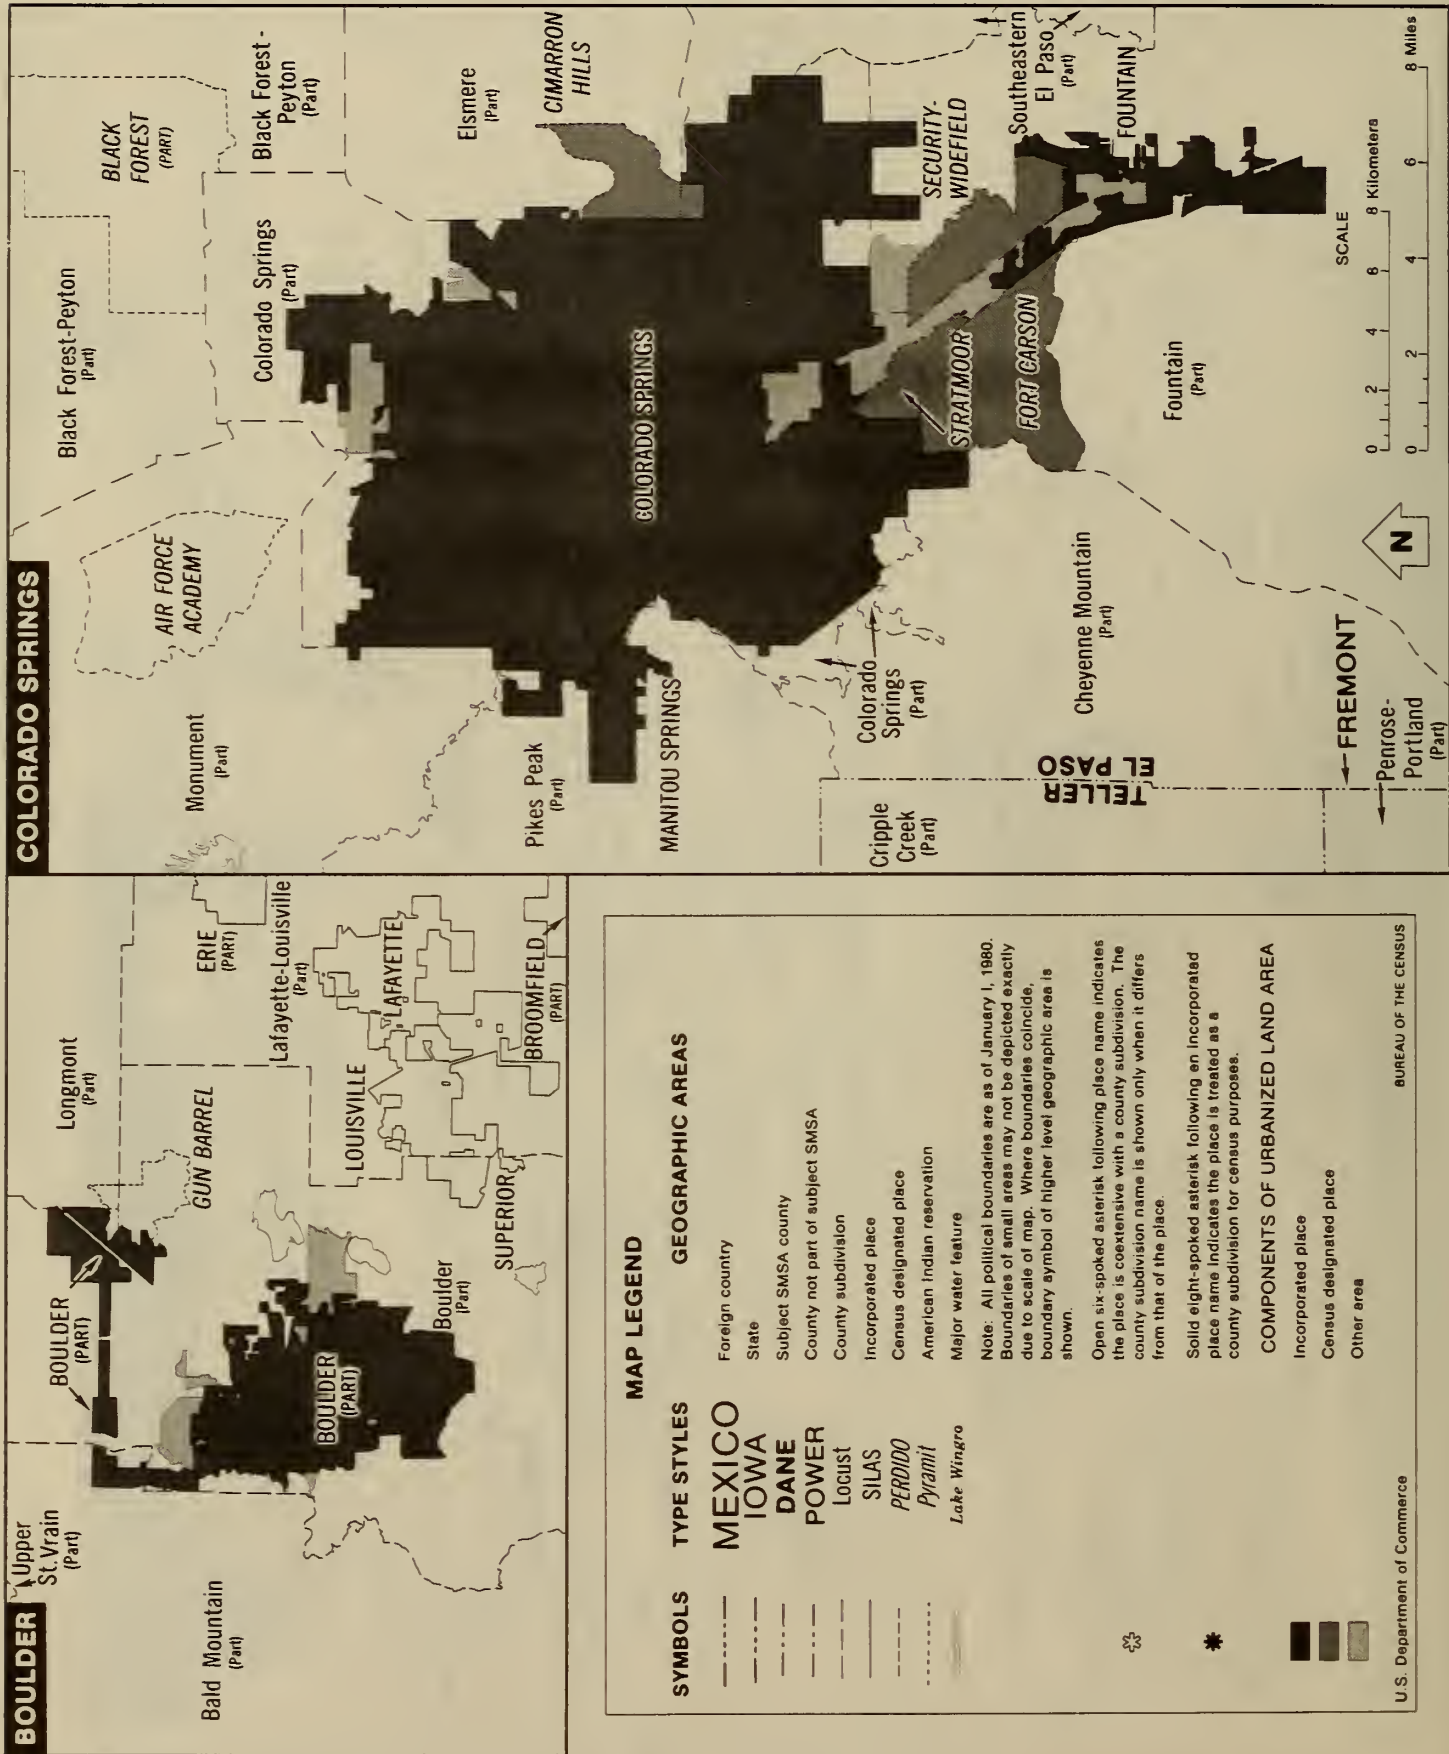 BOULDER
Upper
St. Vrain
(Part)
BOULDER
(PART)
Longmont
(Part)
GUN BARREL
ERIE
(PART)
Lafayette-Louisville
(Part)
LAFAYETTE
LOUISVILLE
BROOMFIELD
(PART)
SUPERIOR
Boulder
(Part)
BOULDER
(PART)
Bald Mountain
(Part)
COLORADO SPRINGS
Black Forest-Peyton
(Part)
BLACK
FOREST
(PART)
Black Forest-
Peyton
(Part)
AIR FORCE
ACADEMY
Monument
(Part)
Colorado Springs
(Part)
Elsmere
(Part)
CIMARRON
HILLS
Pikes Peak
(Part)
COLORADO SPRINGS
MANITOU SPRINGS
Colorado
Springs
(Part)
Cripple
Creek
(Part)
STRATMOOR
SECURITY-
WIDEFIELD
FORT CARSON
Southeastern
El Paso
(Part)
FOUNTAIN
Fountain
(Part)
Cheyenne Mountain
(Part)
TELLER
EL PASO
FREMONT
Penrose-
Portland
(Part)
N
SCALE
0 2 4 6 8 Kilometers
0 2 4 6 8 Miles
MAP LEGEND
SYMBOLS TYPE STYLES GEOGRAPHIC AREAS
MEXICO Foreign country
IOWA State
DANE Subject SMSA county
POWER County not part of subject SMSA
Locust County subdivision
SILAS Incorporated place
PERDIDO Census designated place
Pyramit American Indian reservation
Lake Wingro Major water feature
Note: All political boundaries are as of January 1, 1980.
Boundaries of small areas may not be depicted exactly
due to scale of map. Where boundaries coincide,
boundary symbol of higher level geographic area is
shown.
Open six-spoked asterisk following place name indicates
the place is coextensive with a county subdivision. The
county subdivision name is shown only when it differs
from that of the place.
Solid eight-spoked asterisk following an incorporated
place name indicates the place is treated as a
county subdivision for census purposes.
COMPONENTS OF URBANIZED LAND AREA
Incorporated place
Census designated place
Other area
U.S. Department of Commerce BUREAU OF THE CENSUS